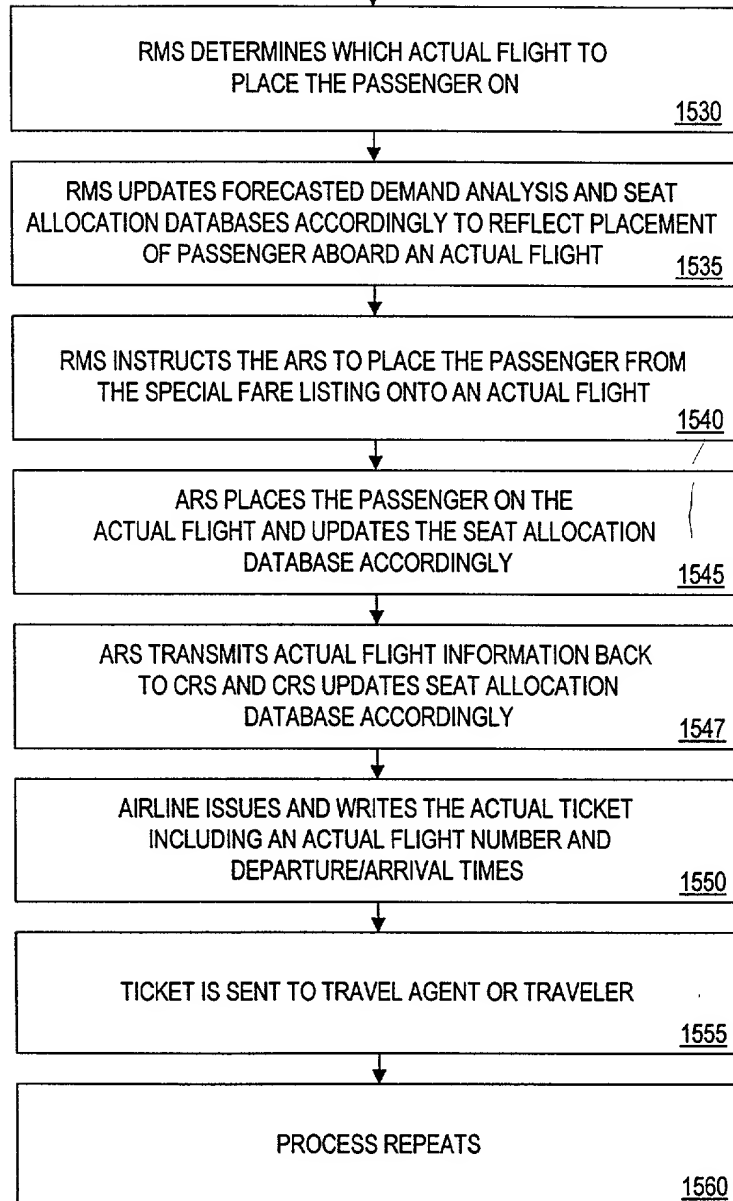 RMS DETERMINES WHICH ACTUAL FLIGHT TO
PLACE THE PASSENGER ON
1530
RMS UPDATES FORECASTED DEMAND ANALYSIS AND SEAT
ALLOCATION DATABASES ACCORDINGLY TO REFLECT PLACEMENT
OF PASSENGER ABOARD AN ACTUAL FLIGHT
1535
RMS INSTRUCTS THE ARS TO PLACE THE PASSENGER FROM
THE SPECIAL FARE LISTING ONTO AN ACTUAL FLIGHT
1540
ARS PLACES THE PASSENGER ON THE
ACTUAL FLIGHT AND UPDATES THE SEAT ALLOCATION
DATABASE ACCORDINGLY
1545
ARS TRANSMITS ACTUAL FLIGHT INFORMATION BACK
TO CRS AND CRS UPDATES SEAT ALLOCATION
DATABASE ACCORDINGLY
1547
AIRLINE ISSUES AND WRITES THE ACTUAL TICKET
INCLUDING AN ACTUAL FLIGHT NUMBER AND
DEPARTURE/ARRIVAL TIMES
1550
TICKET IS SENT TO TRAVEL AGENT OR TRAVELER
1555
PROCESS REPEATS
1560